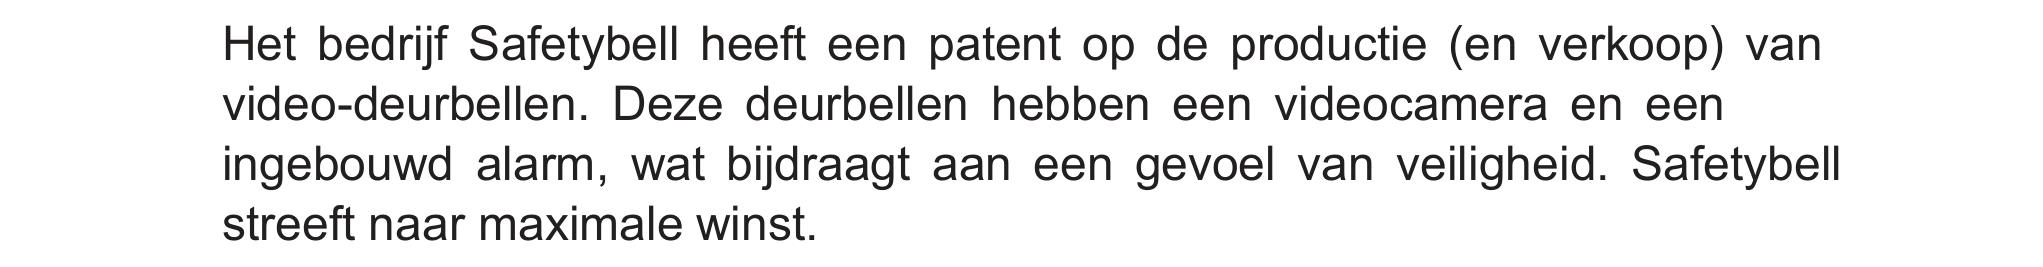 Het bedrijf Safetybell heeft een patent op de productie (en verkoop) van
video-deurbellen. Deze deurbellen hebben een videocamera en een
ingebouwd alarm, wat bijdraagt aan een gevoel van veiligheid. Safetybell
streeft naar maximale winst.